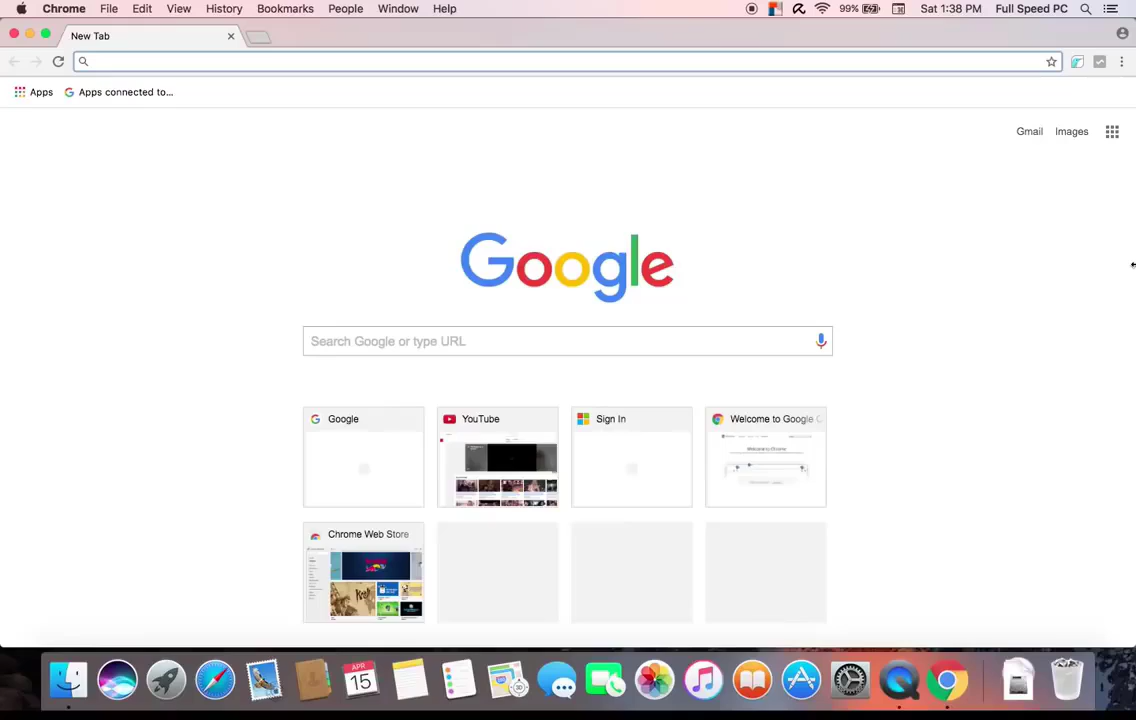 Chrome File Edit View History Bookmarks People Window Help 99% Sat 1:38 PM Full Speed PC
New Tab
Apps Apps connected to...
Gmail Images
Google
Search Google or type URL
Google YouTube Sign In Welcome to Google C
Chrome Web Store
APR
15